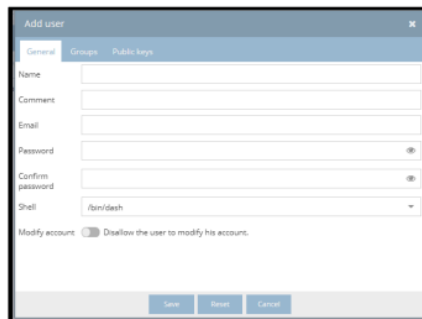 Add user
General Groups Public keys
Name
Comment
Email
Password
Confirm
password
Shell /bin/dash
Modify account Disallow the user to modify his account.
Save Reset Cancel